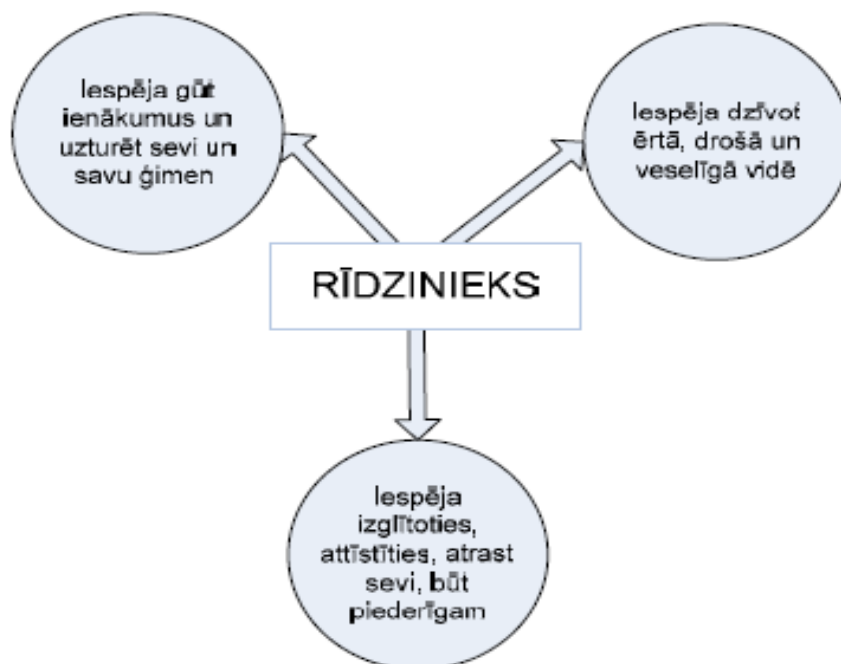 Iespēja gūt
ienākumus un
uzturēt sevi un
savu ģimen
Iespēja dzīvot
ērtā, drošā un
veselīgā vidē
RĪDZINIEKS
Iespēja
izglītoties,
attīstīties, atrast
sevi, būt
piederīgam